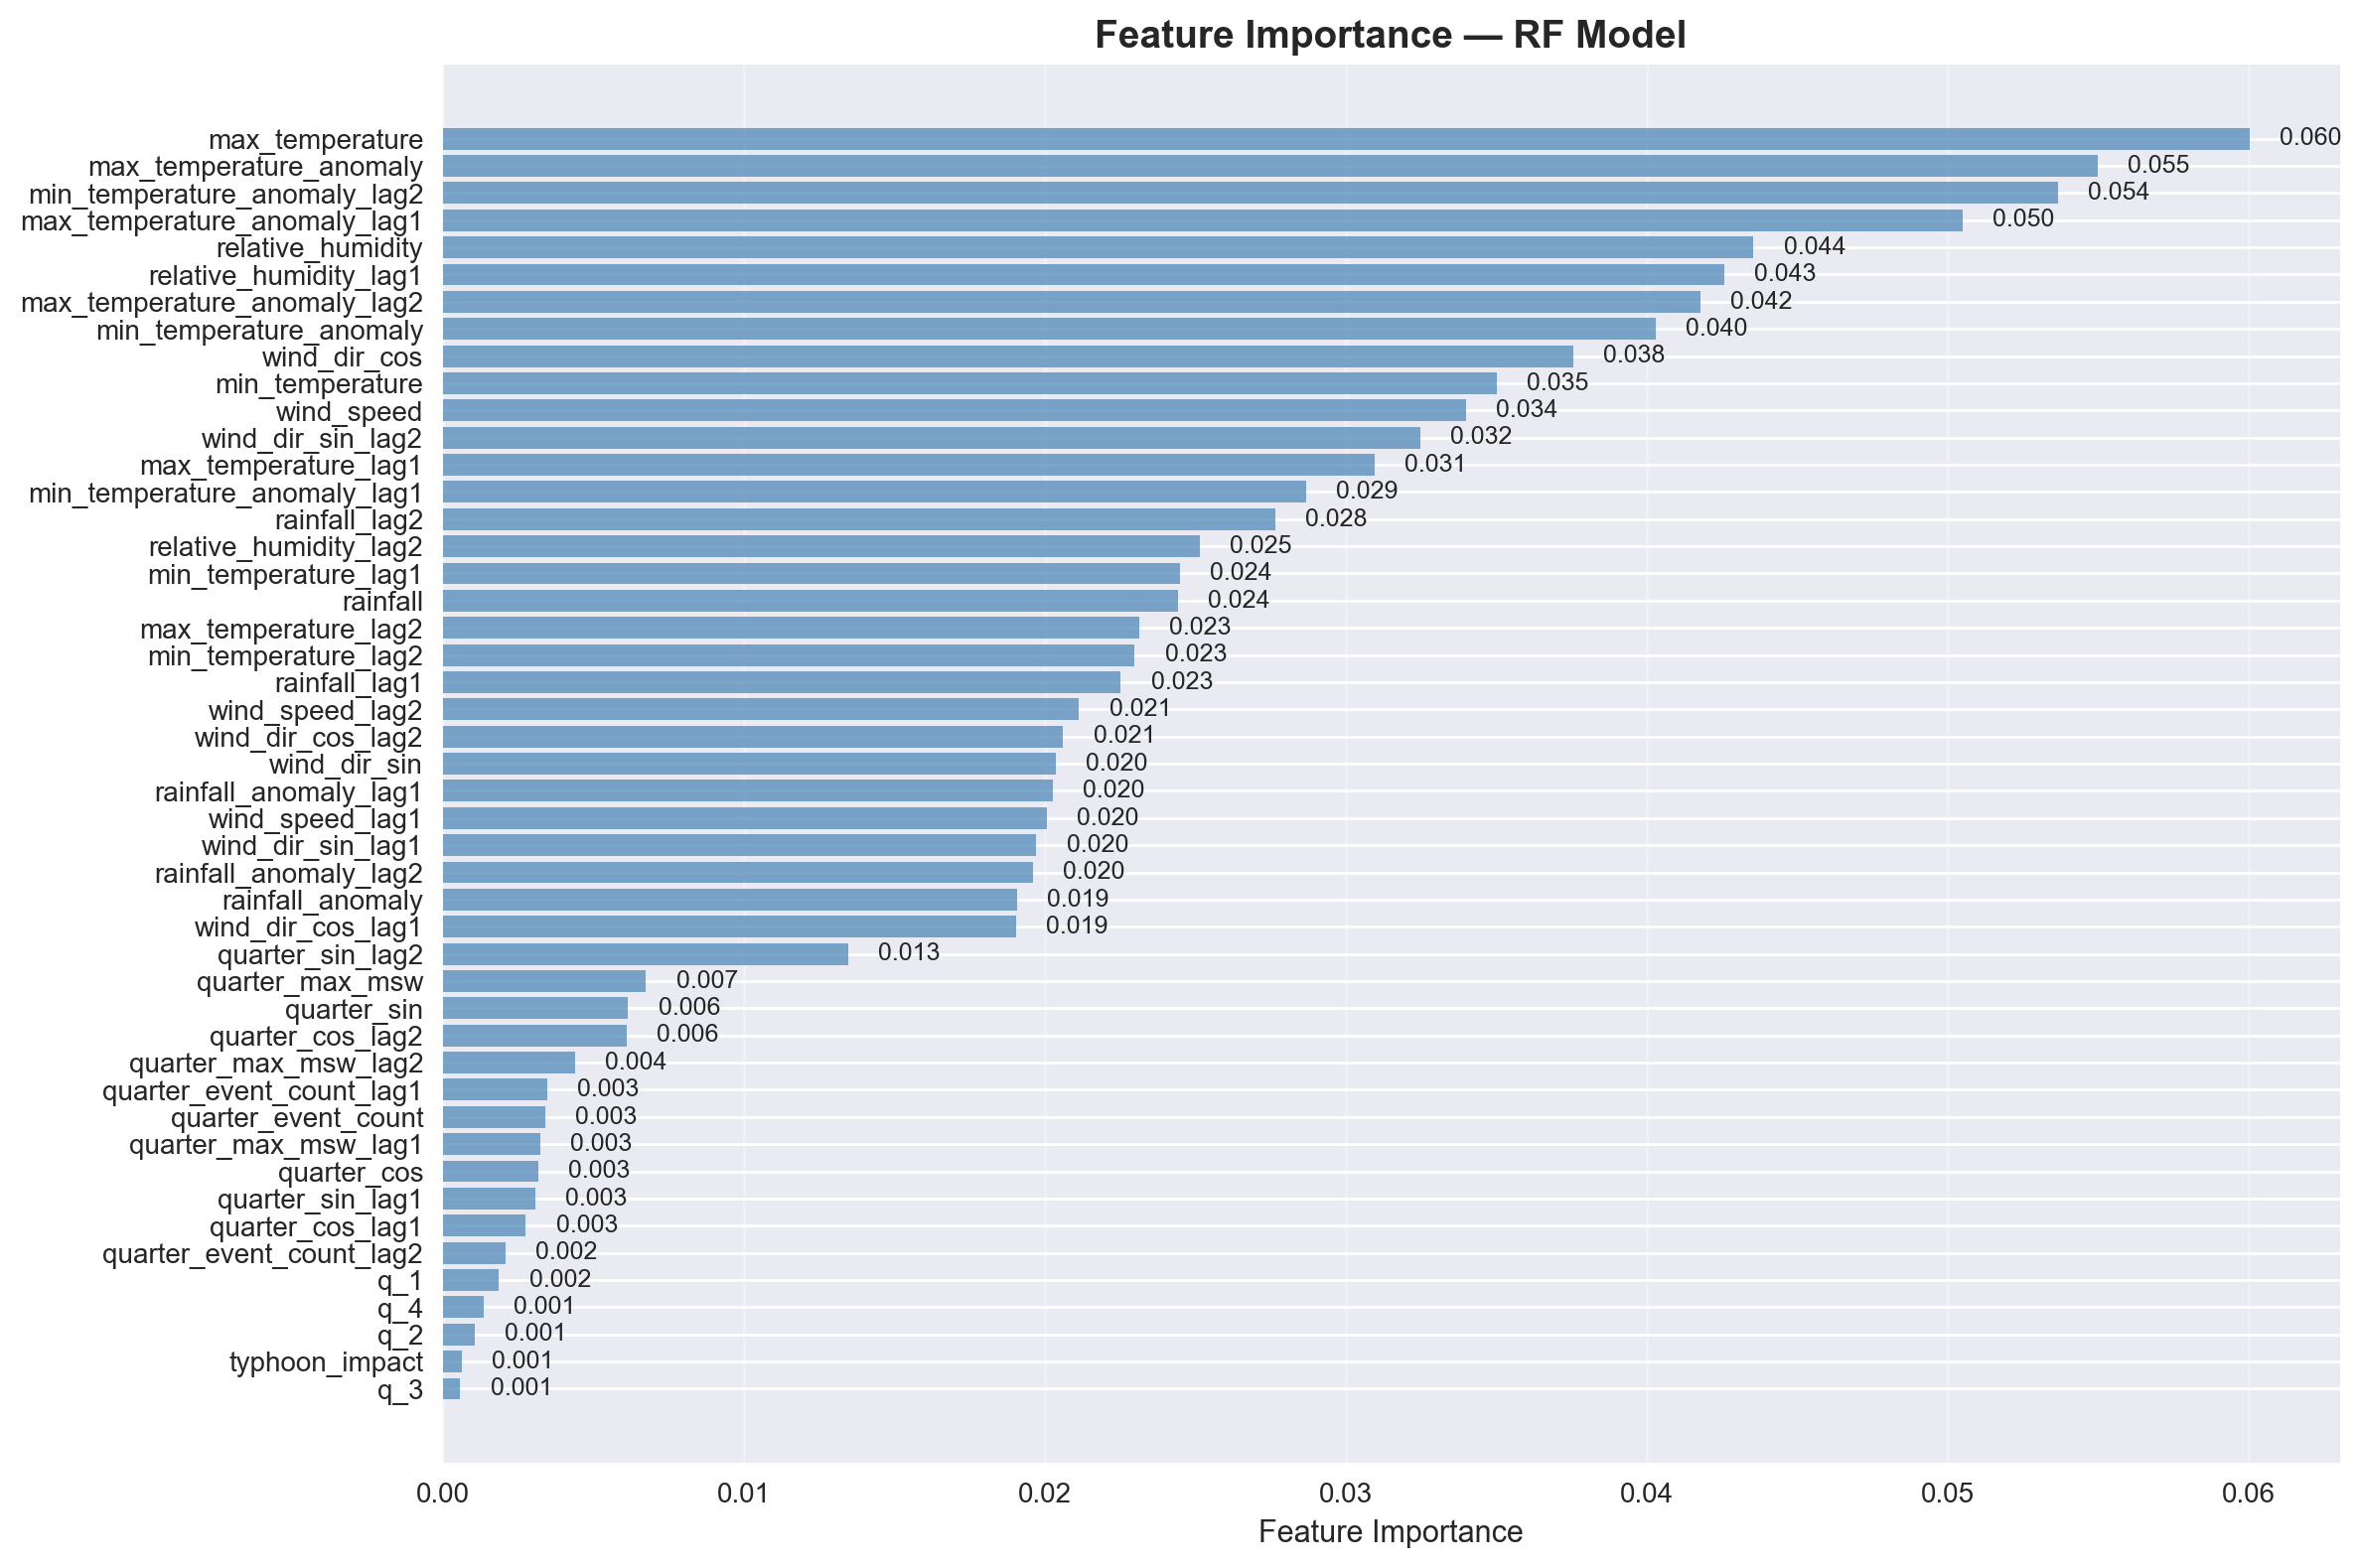 Feature Importance — RF Model
max_temperature 0.060
max_temperature_anomaly 0.055
min_temperature_anomaly_lag2 0.054
max_temperature_anomaly_lag1 0.050
relative_humidity 0.044
relative_humidity_lag1 0.043
max_temperature_anomaly_lag2 0.042
min_temperature_anomaly 0.040
wind_dir_cos 0.038
min_temperature 0.035
wind_speed 0.034
wind_dir_sin_lag2 0.032
max_temperature_lag1 0.031
min_temperature_anomaly_lag1 0.029
rainfall_lag2 0.028
relative_humidity_lag2 0.025
min_temperature_lag1 0.024
rainfall 0.024
max_temperature_lag2 0.023
min_temperature_lag2 0.023
rainfall_lag1 0.023
wind_speed_lag2 0.021
wind_dir_cos_lag2 0.021
wind_dir_sin 0.020
rainfall_anomaly_lag1 0.020
wind_speed_lag1 0.020
wind_dir_sin_lag1 0.020
rainfall_anomaly_lag2 0.020
rainfall_anomaly 0.019
wind_dir_cos_lag1 0.019
quarter_sin_lag2 0.013
quarter_max_msw 0.007
quarter_sin 0.006
quarter_cos_lag2 0.006
quarter_max_msw_lag2 0.004
quarter_event_count_lag1 0.003
quarter_event_count 0.003
quarter_max_msw_lag1 0.003
quarter_cos 0.003
quarter_sin_lag1 0.003
quarter_cos_lag1 0.003
quarter_event_count_lag2 0.002
q_1 0.002
q_4 0.001
q_2 0.001
typhoon_impact 0.001
q_3 0.001
0.00 0.01 0.02 0.03 0.04 0.05 0.06
Feature Importance